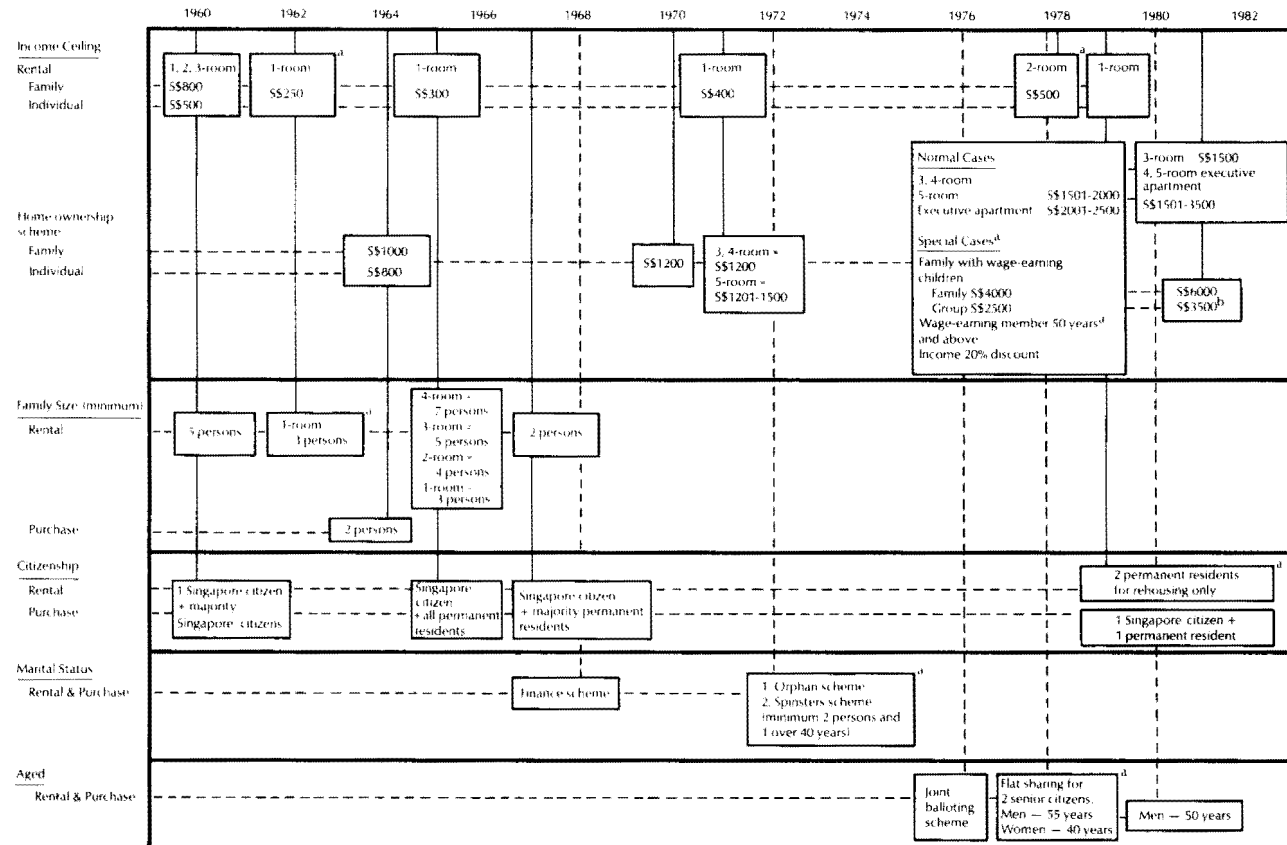 1960 1962 1964 1966 1968 1970 1972 1974 1976 1978 1980 1982
Income Ceiling
Rental
Family
Individual
1, 2, 3-room
S$800
S$500
a
1-room
S$250
1-room
S$300
1-room
S$400
a
2-room
S$500
1-room
Home ownership
scheme
Family
Individual
S$1000
S$800
S$1200
3, 4-room =
S$1200
5-room =
S$1201-1500
Normal Cases
3, 4-room
5-room S$1501-2000
Executive apartment S$2001-2500
Special Casesa
Family with wage-earning
children
Family S$4000
Group S$2500
Wage-earning member 50 yearsa
and above
Income 20% discount
3-room S$1500
4, 5-room executive
apartment
S$1501-3500
S$6000
S$3500b
Family Size (minimum)
Rental
5 persons
a
1-room
3 persons
4-room =
7 persons
3-room =
5 persons
2-room =
4 persons
1-room -
3 persons
2 persons
Purchase
2 persons
Citizenship
Rental
Purchase
1 Singapore citizen
+ majority
Singapore citizens
Singapore
citizen
+ all permanent
residents
Singapore citizen
+ majority permanent
residents
a
2 permanent residents
for rehousing only
1 Singapore citizen +
1 permanent resident
Marital Status
Rental & Purchase
scheme
a
1. Orphan scheme
2. Spinsters scheme
(minimum 2 persons and
1 over 40 years)
Aged
Rental & Purchase
Joint
balloting
scheme
a
Flat sharing for
2 senior citizens.
Men — 55 years
Women — 40 years
Men — 50 years